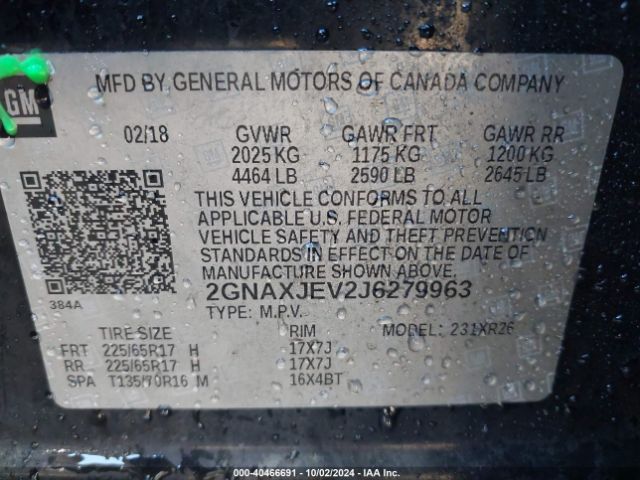 GM
MFD BY GENERAL MOTORS OF CANADA COMPANY
02/18 GVWR GAWR FRT GAWR RR
2025 KG 1175 KG 1200 KG
4464 LB 2590 LB 2645 LB
THIS VEHICLE CONFORMS TO ALL
APPLICABLE U.S. FEDERAL MOTOR
VEHICLE SAFETY AND THEFT PREVENTION
STANDARDS IN EFFECT ON THE DATE OF
MANUFACTURE SHOWN ABOVE.
384A 2GNAXJEV2J6279963
TYPE: M.P.V. MODEL: 231XR26
TIRE SIZE RIM
FRT 225/65R17 H 17X7J
RR 225/65R17 H 17X7J
SPA T135/70R16 M 16X4BT
000-40466691 - 10/02/2024 - IAA Inc.